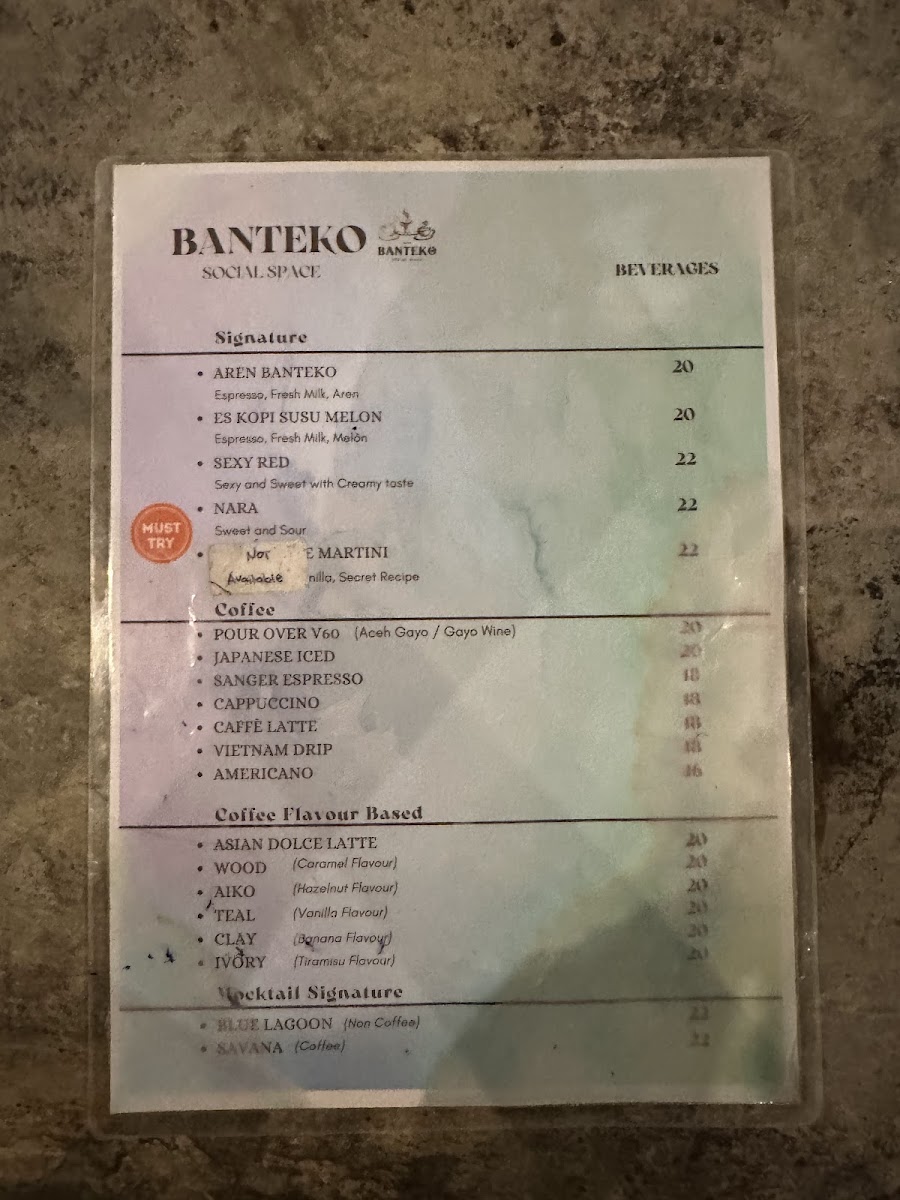 BANTEKO
BANTEKO
SOCIAL SPACE
BEVERAGES
Signature
• AREN BANTEKO 20
Espresso, Fresh Milk, Aren
• ES KOPI SUSU MELON 20
Espresso, Fresh Milk, Melon
• SEXY RED 22
Sexy and Sweet with Creamy taste
• NARA 22
Sweet and Sour
MUST TRY
• Not Available E MARTINI 22
nilla, Secret Recipe
Coffee
• POUR OVER V60 (Aceh Gayo / Gayo Wine) 20
• JAPANESE ICED 20
• SANGER ESPRESSO 18
• CAPPUCCINO 18
• CAFFÈ LATTE 18
• VIETNAM DRIP 18
• AMERICANO 16
Coffee Flavour Based
• ASIAN DOLCE LATTE 20
• WOOD (Caramel Flavour) 20
• AIKO (Hazelnut Flavour) 20
• TEAL (Vanilla Flavour) 20
• CLAY (Banana Flavour) 20
• IVORY (Tiramisu Flavour) 20
Mocktail Signature
• BLUE LAGOON (Non Coffee) 22
• SAVANA (Coffee) 22